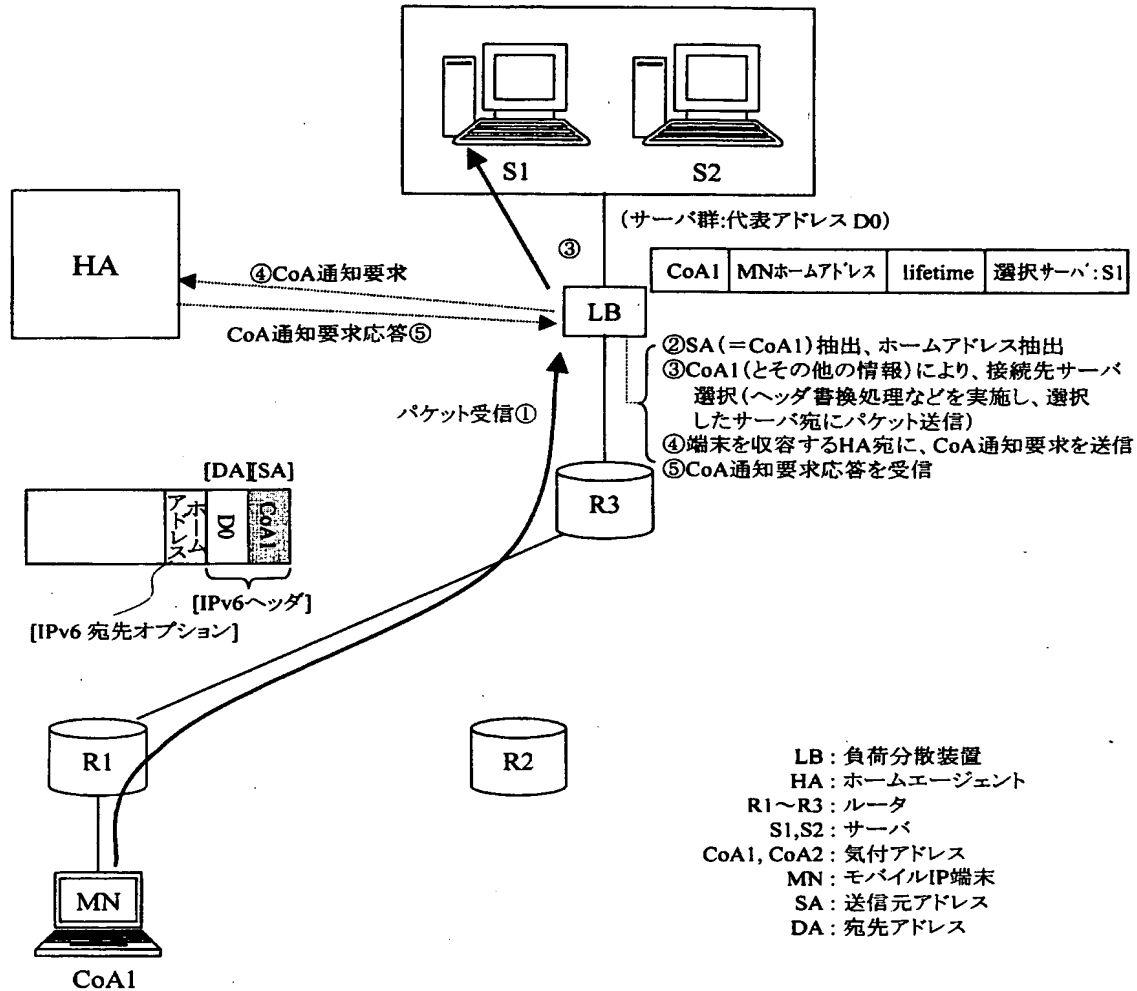 S1
S2
(サーバ群:代表アドレス D0)
HA
③
④CoA通知要求
CoA通知要求応答⑤
LB
CoA1 MNホームアドレス lifetime 選択サーバ:S1
②SA(=CoA1)抽出、ホームアドレス抽出
③CoA1(とその他の情報)により、接続先サーバ
選択(ヘッダ書換処理などを実施し、選択
したサーバ宛にパケット送信)
④端末を収容するHA宛に、CoA通知要求を送信
⑤CoA通知要求応答を受信
パケット受信①
[DA][SA]
ホーム
アドレス
D0
CoA1
[IPv6ヘッダ]
[IPv6 宛先オプション]
R3
R1
R2
MN
CoA1
LB : 負荷分散装置
HA : ホームエージェント
R1~R3 : ルータ
S1,S2 : サーバ
CoA1, CoA2 : 気付アドレス
MN : モバイルIP端末
SA : 送信元アドレス
DA : 宛先アドレス